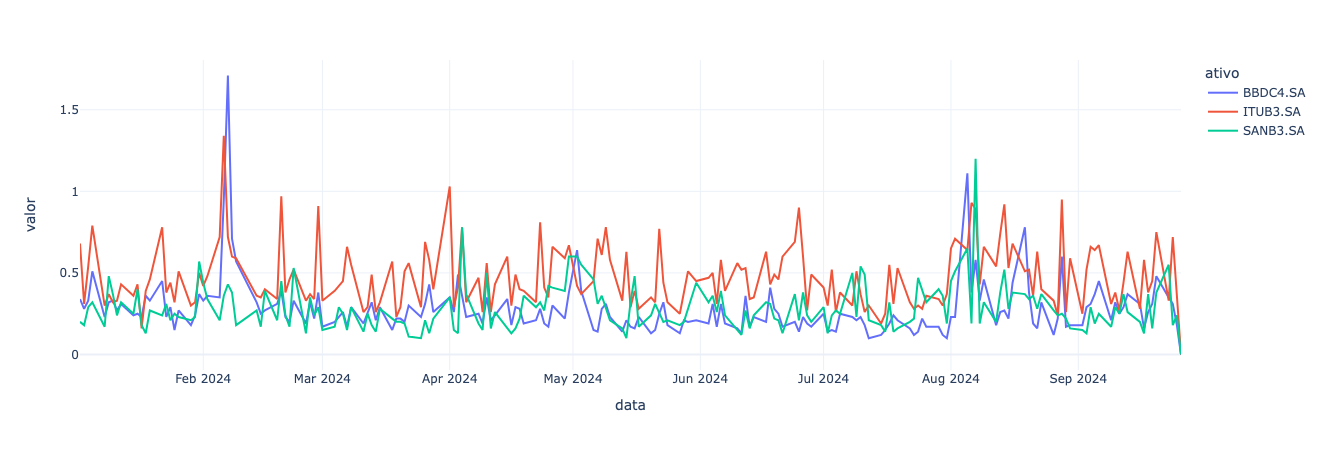 ativo
BBDC4.SA
ITUB3.SA
SANB3.SA
valor
1.5
1
0.5
0
Feb 2024
Mar 2024
Apr 2024
May 2024
Jun 2024
Jul 2024
Aug 2024
Sep 2024
data